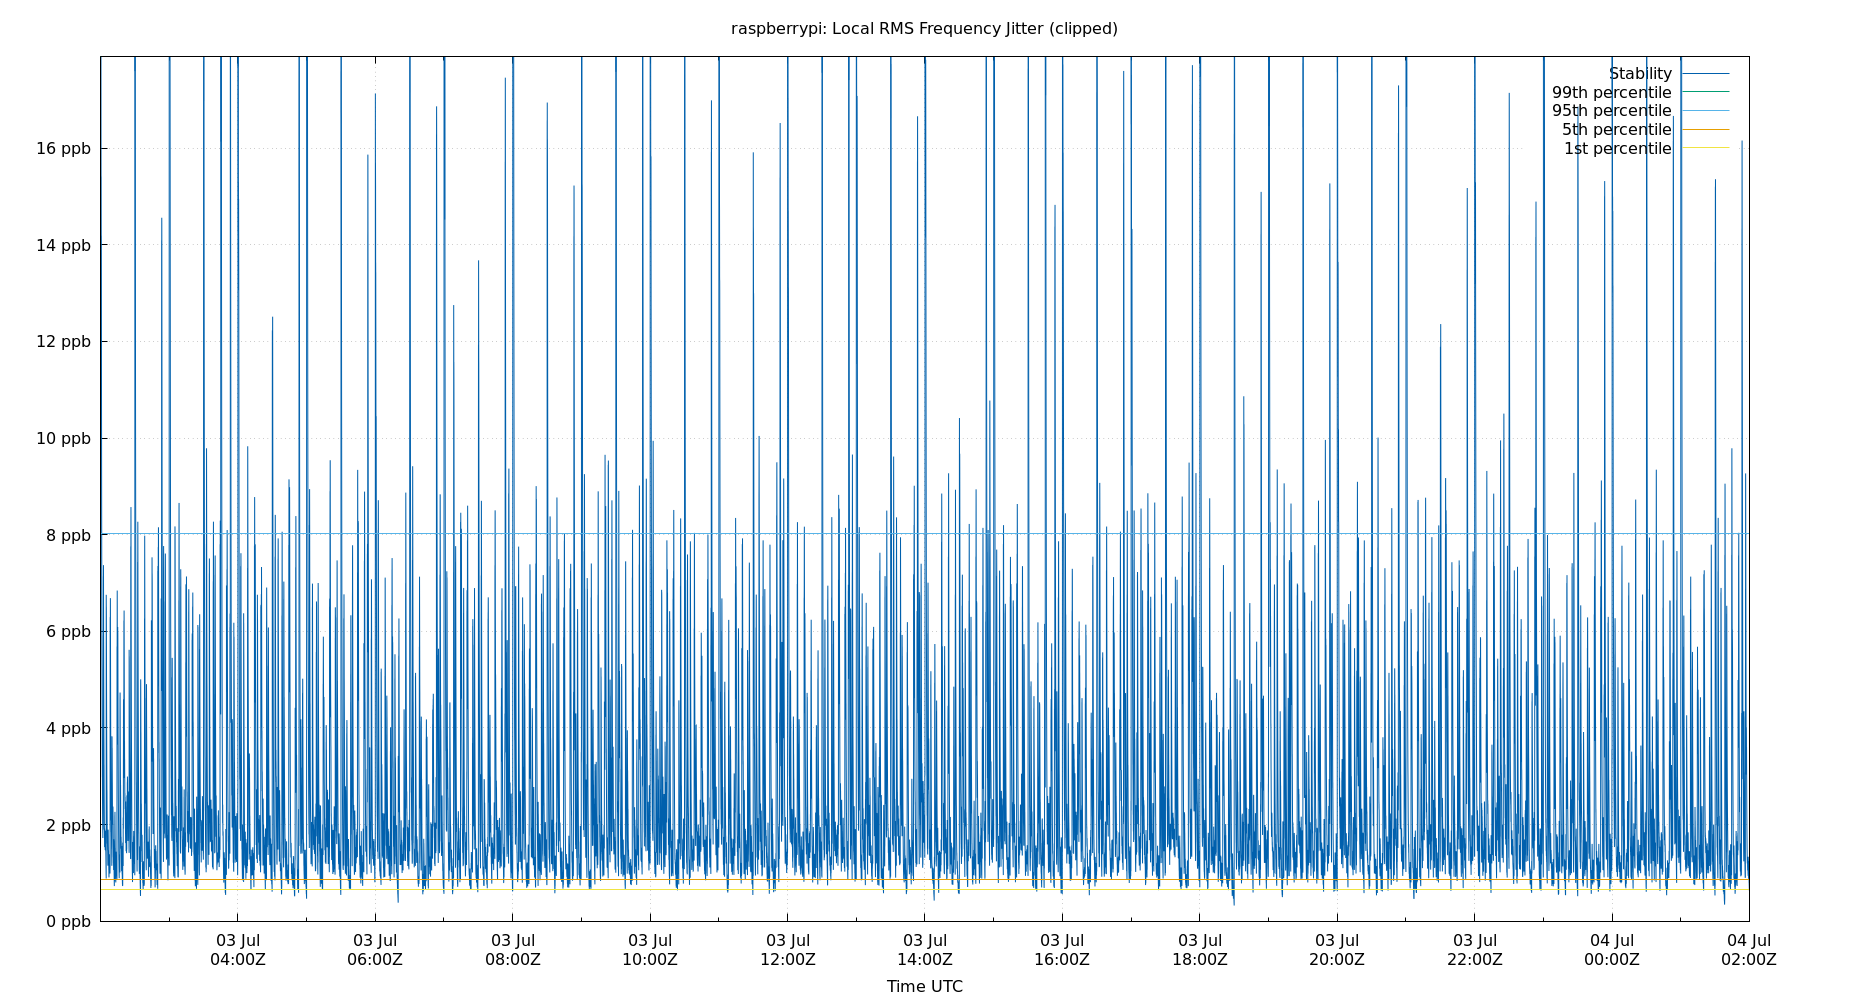 raspberrypi: Local RMS Frequency Jitter (clipped)
Stability
99th percentile
95th percentile
5th percentile
1st percentile
16 ppb
14 ppb
12 ppb
10 ppb
8 ppb
6 ppb
4 ppb
2 ppb
0 ppb
03 Jul 03 Jul 03 Jul 03 Jul 03 Jul 03 Jul 03 Jul 03 Jul 03 Jul 03 Jul 04 Jul 04 Jul
04:00Z 06:00Z 08:00Z 10:00Z 12:00Z 14:00Z 16:00Z 18:00Z 20:00Z 22:00Z 00:00Z 02:00Z
Time UTC